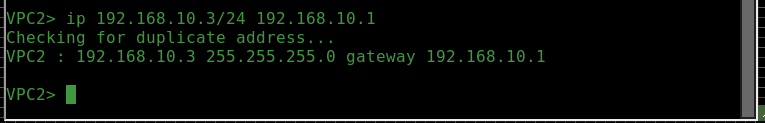 VPC2> ip 192.168.10.3/24 192.168.10.1
Checking for duplicate address...
VPC2 : 192.168.10.3 255.255.255.0 gateway 192.168.10.1
VPC2>